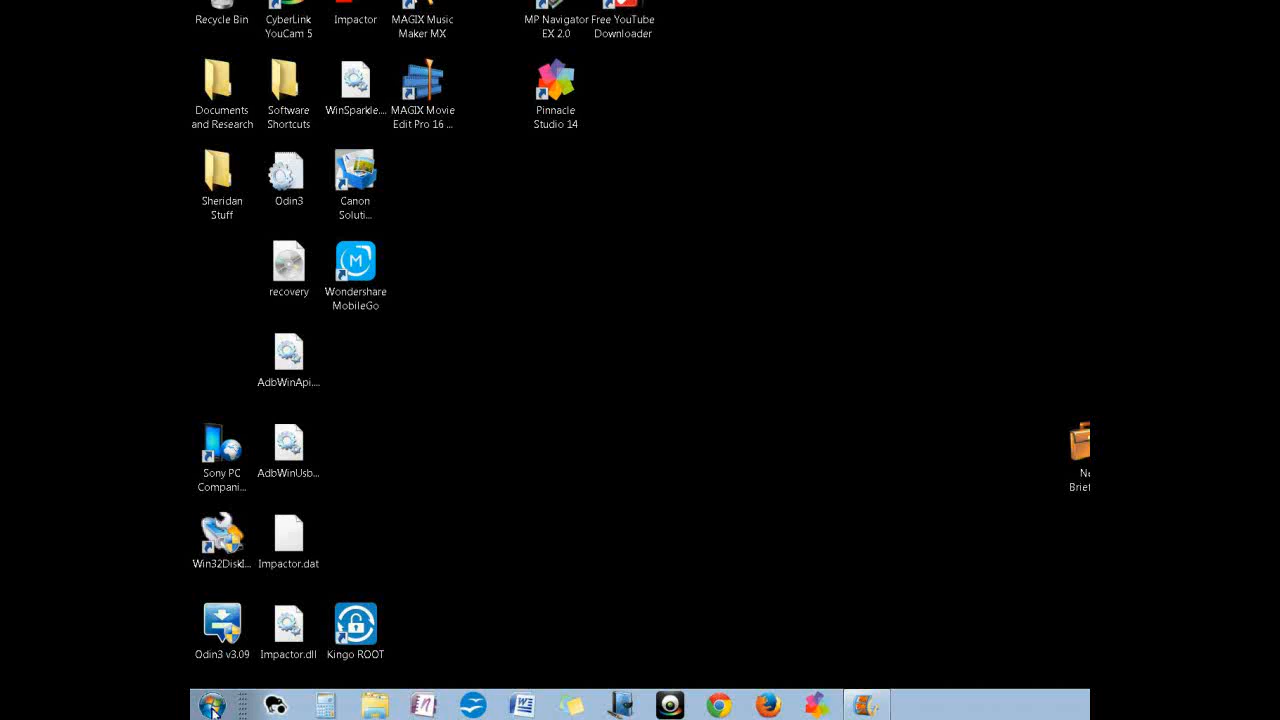 Recycle Bin
CyberLink
YouCam 5
Impactor
MAGIX Music
Maker MX
MP Navigator
EX 2.0
Free YouTube
Downloader
Documents
and Research
Software
Shortcuts
WinSparkle....
MAGIX Movie
Edit Pro 16 ...
Pinnacle
Studio 14
Sheridan
Stuff
Odin3
Canon
Soluti...
recovery
Wondershare
MobileGo
AdbWinApi....
Sony PC
Compani...
AdbWinUsb...
Ne
Brief
Win32DiskI...
Impactor.dat
Odin3 v3.09
Impactor.dll
Kingo ROOT